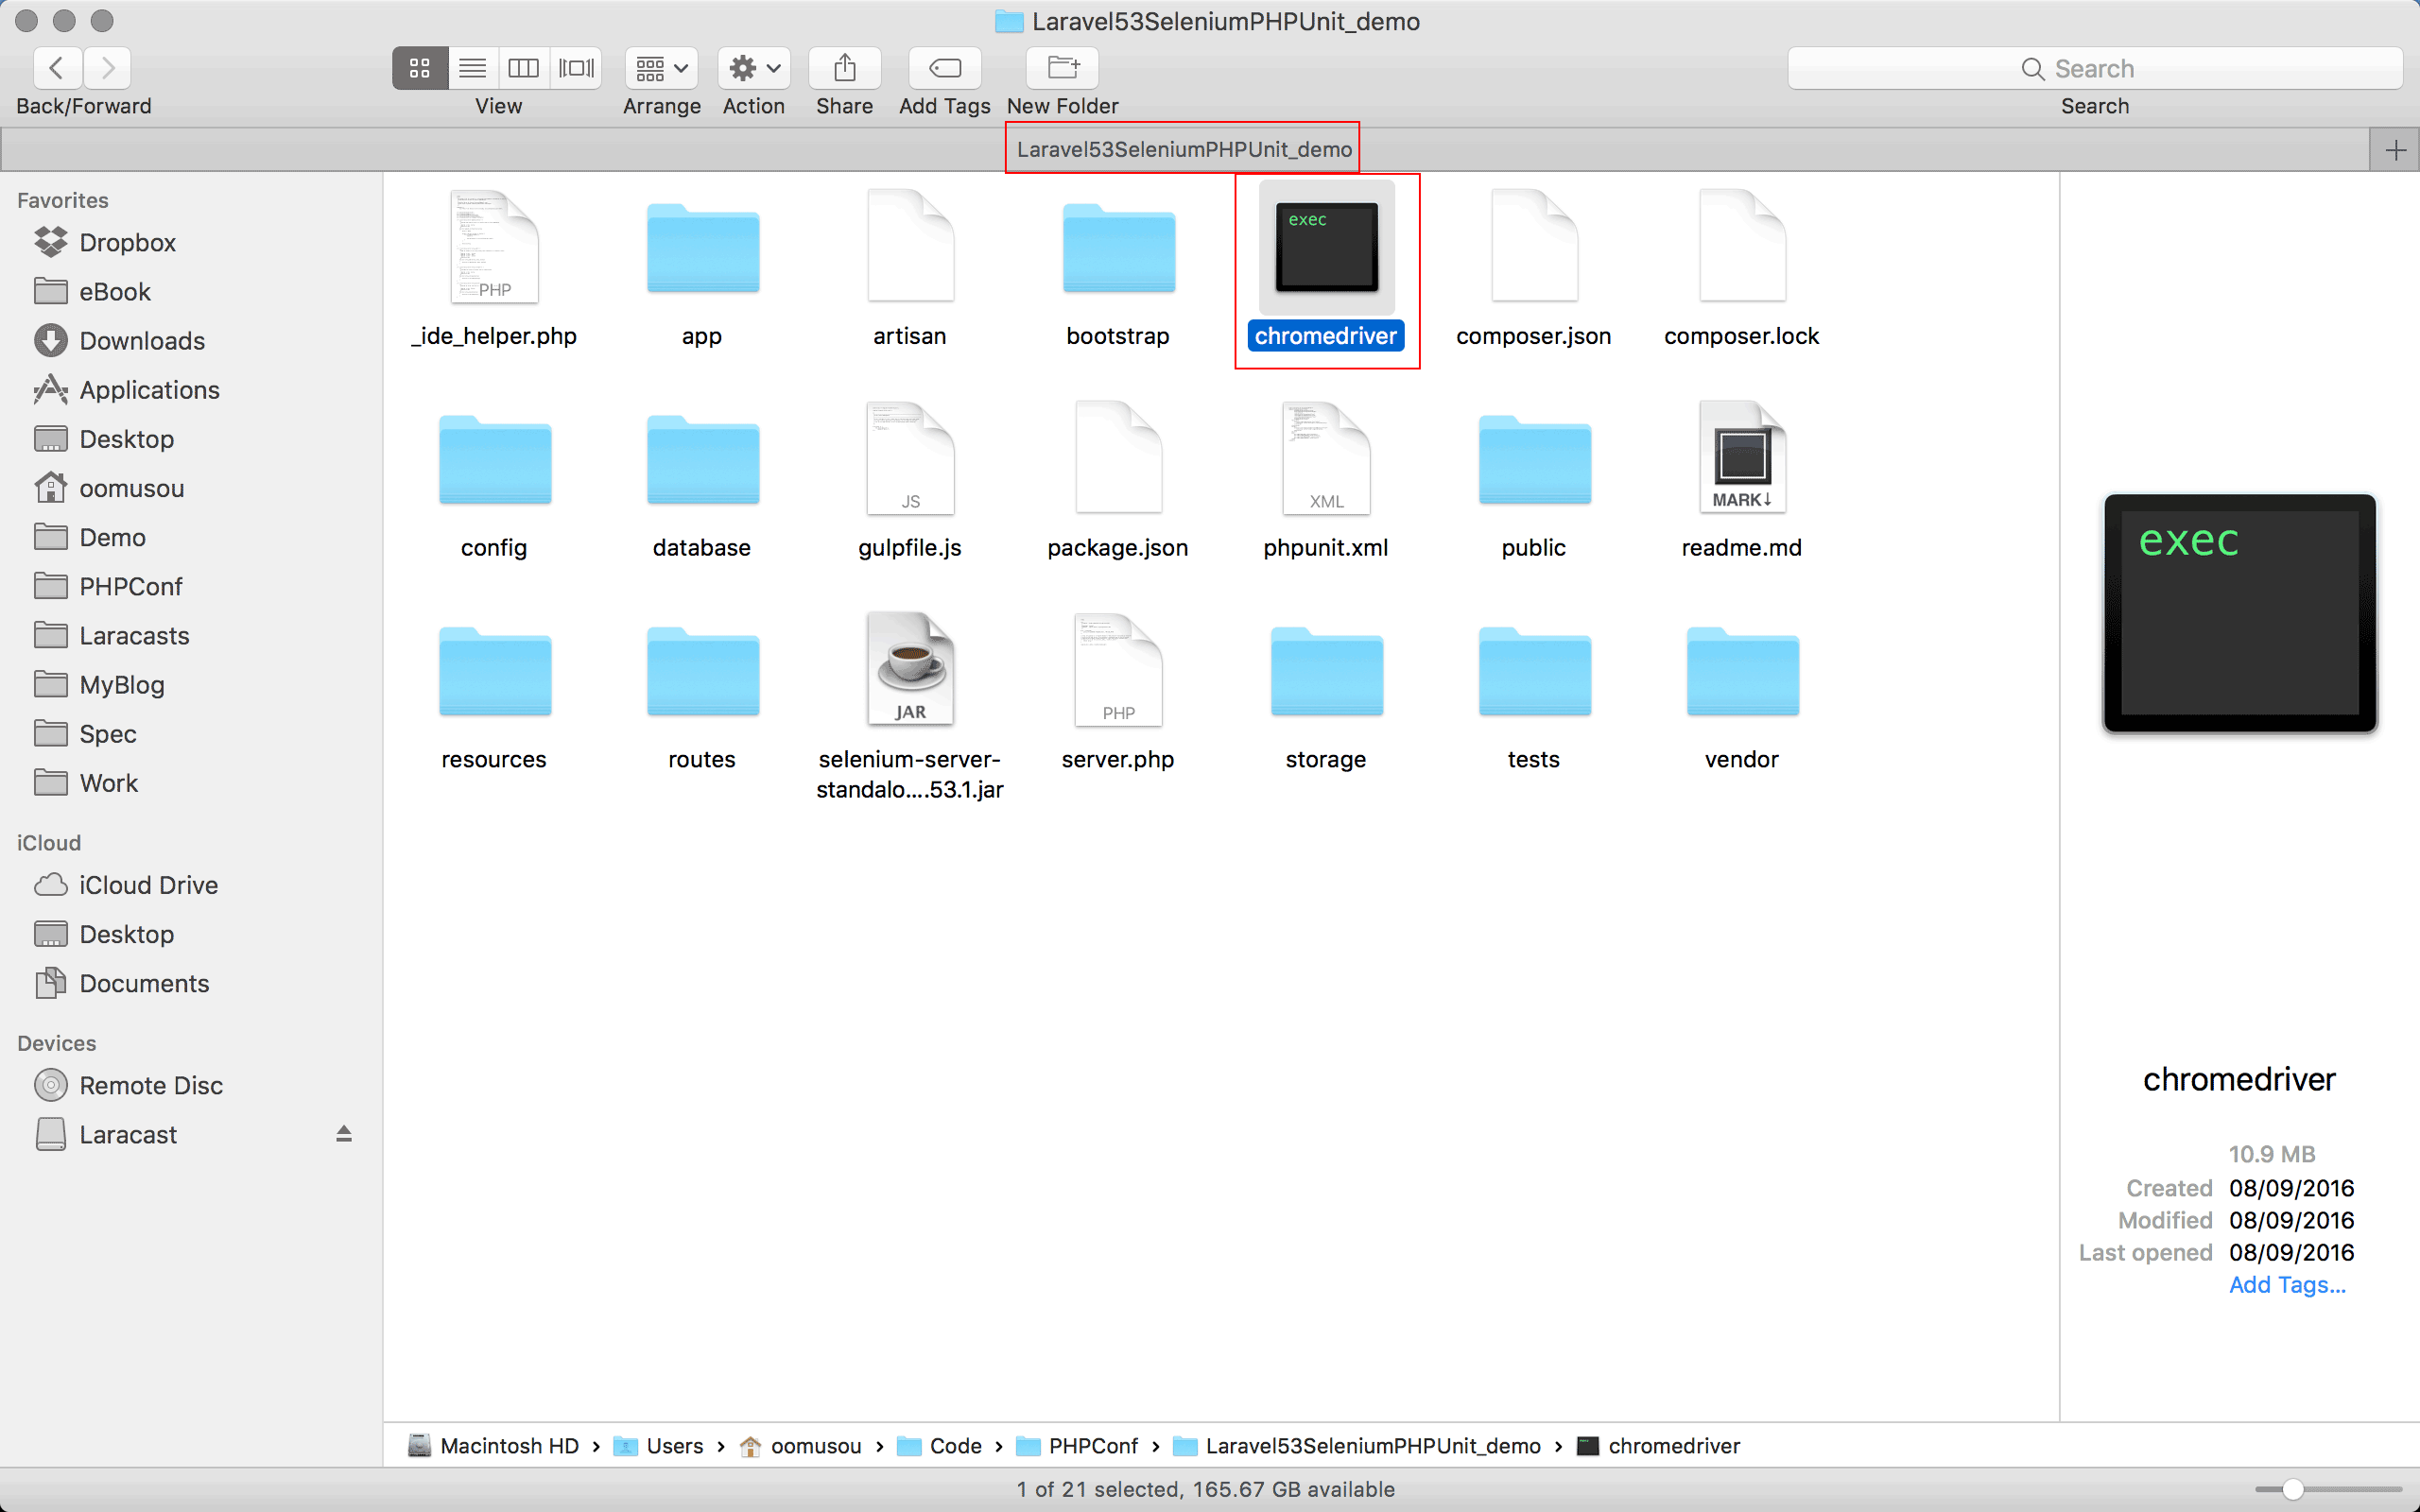 Laravel53SeleniumPHPUnit_demo
Back/Forward
View
Arrange
Action
Share
Add Tags
New Folder
Search
Search
Laravel53SeleniumPHPUnit_demo
Favorites
Dropbox
eBook
Downloads
Applications
Desktop
oomusou
Demo
PHPConf
Laracasts
MyBlog
Spec
Work
iCloud
iCloud Drive
Desktop
Documents
Devices
Remote Disc
Laracast
PHP
exec
_ide_helper.php
app
artisan
bootstrap
chromedriver
composer.json
composer.lock
JS
XML
MARK↓
config
database
gulpfile.js
package.json
phpunit.xml
public
readme.md
JAR
PHP
resources
routes
selenium-server-
standalo....53.1.jar
server.php
storage
tests
vendor
exec
chromedriver
10.9 MB
Created 08/09/2016
Modified 08/09/2016
Last opened 08/09/2016
Add Tags...
Macintosh HD › Users › oomusou › Code › PHPConf › Laravel53SeleniumPHPUnit_demo › chromedriver
1 of 21 selected, 165.67 GB available